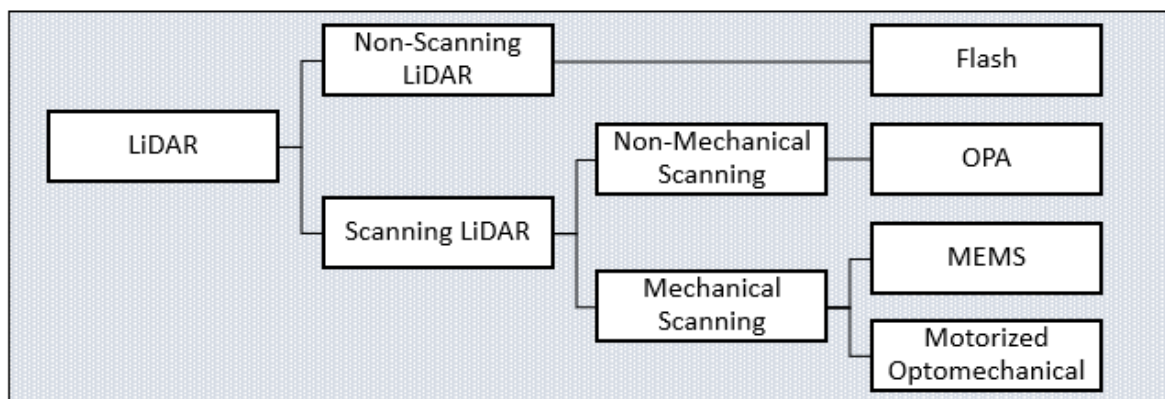 Non-Scanning
LiDAR
Flash
LiDAR
Non-Mechanical
Scanning
OPA
Scanning LiDAR
MEMS
Mechanical
Scanning
Motorized
Optomechanical